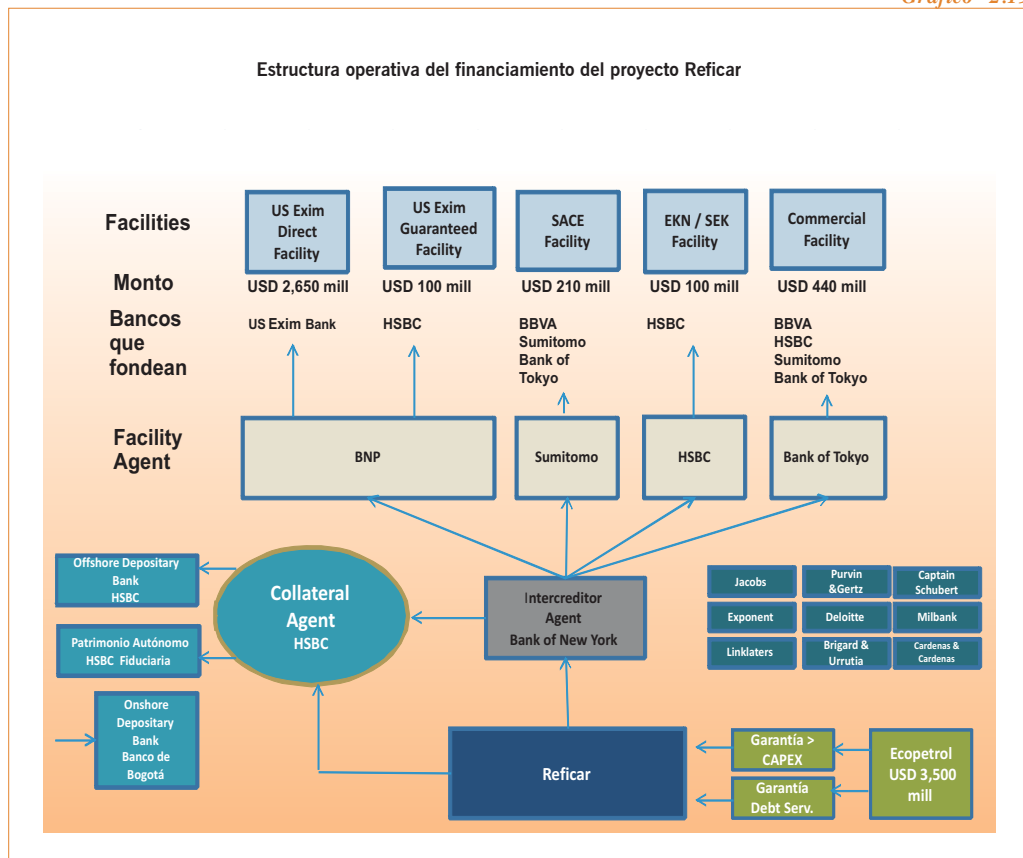 Estructura operativa del financiamiento del proyecto Reficar
Facilities
US Exim
Direct
Facility
US Exim
Guaranteed
Facility
SACE
Facility
EKN / SEK
Facility
Commercial
Facility
Monto
USD 2,650 mill
USD 100 mill
USD 210 mill
USD 100 mill
USD 440 mill
Bancos
que
fondean
US Exim Bank
HSBC
BBVA
Sumitomo
Bank of
Tokyo
HSBC
BBVA
HSBC
Sumitomo
Bank of Tokyo
Facility
Agent
BNP
Sumitomo
HSBC
Bank of Tokyo
Offshore Depositary
Bank
HSBC
Patrimonio Autónomo
HSBC Fiduciaria
Onshore
Depositary
Bank
Banco de
Bogotá
Collateral
Agent
HSBC
Intercreditor
Agent
Bank of New York
Jacobs
Purvin
&Gertz
Captain
Schubert
Exponent
Deloitte
Milbank
Linklaters
Brigard &
Urrutia
Cardenas &
Cardenas
Reficar
Garantía >
CAPEX
Garantía
Debt Serv.
Ecopetrol
USD 3,500
mill